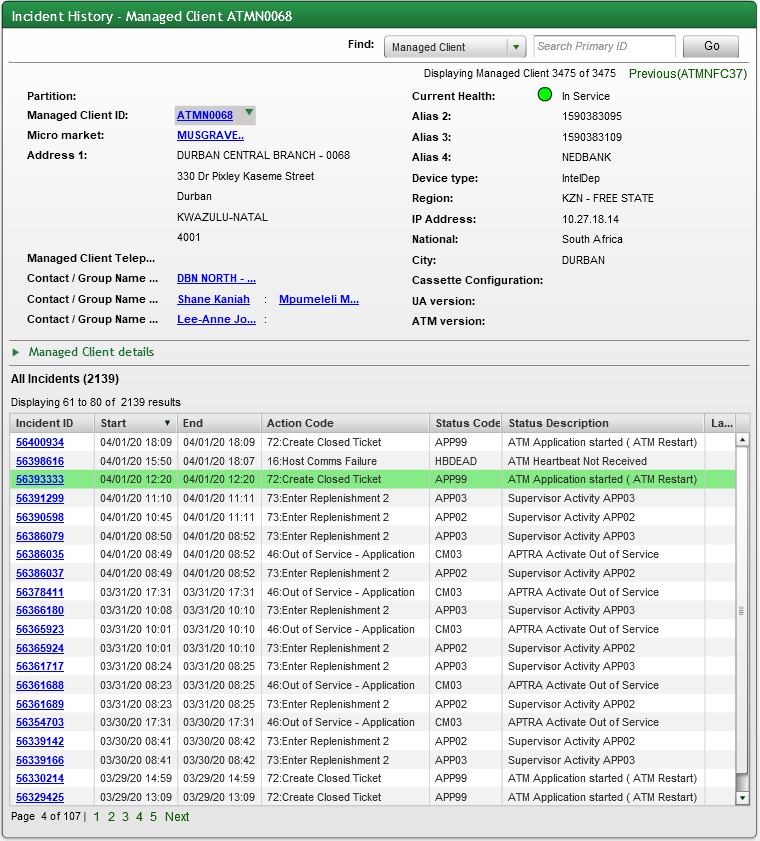 Incident History - Managed Client ATMN0068
Find: Managed Client Search Primary ID Go
Displaying Managed Client 3475 of 3475 Previous(ATMNFC37)
Partition:
Managed Client ID: ATMN0068
Micro market: MUSGRAVE..
Address 1: DURBAN CENTRAL BRANCH - 0068
330 Dr Pixley Kaseme Street
Durban
KWAZULU-NATAL
4001
Managed Client Telep...
Contact / Group Name ... DBN NORTH - ...
Contact / Group Name ... Shane Kaniah : Mpumeleli M...
Contact / Group Name ... Lee-Anne Jo... :
Current Health: In Service
Alias 2: 1590383095
Alias 3: 1590383109
Alias 4: NEDBANK
Device type: IntelDep
Region: KZN - FREE STATE
IP Address: 10.27.18.14
National: South Africa
City: DURBAN
Cassette Configuration:
UA version:
ATM version:
Managed Client details
All Incidents (2139)
Displaying 61 to 80 of 2139 results
Incident ID Start End Action Code Status Code Status Description La...
56400934 04/01/20 18:09 04/01/20 18:09 72:Create Closed Ticket APP99 ATM Application started ( ATM Restart)
56398616 04/01/20 15:50 04/01/20 18:07 16:Host Comms Failure HBDEAD ATM Heartbeat Not Received
56393333 04/01/20 12:20 04/01/20 12:20 72:Create Closed Ticket APP99 ATM Application started ( ATM Restart)
56391299 04/01/20 11:10 04/01/20 11:11 73:Enter Replenishment 2 APP03 Supervisor Activity APP03
56390598 04/01/20 10:45 04/01/20 11:11 73:Enter Replenishment 2 APP02 Supervisor Activity APP02
56386079 04/01/20 08:50 04/01/20 08:52 73:Enter Replenishment 2 APP03 Supervisor Activity APP03
56386035 04/01/20 08:49 04/01/20 08:52 46:Out of Service - Application CM03 APTRA Activate Out of Service
56386037 04/01/20 08:49 04/01/20 08:52 73:Enter Replenishment 2 APP02 Supervisor Activity APP02
56378411 03/31/20 17:31 03/31/20 17:31 46:Out of Service - Application CM03 APTRA Activate Out of Service
56366180 03/31/20 10:08 03/31/20 10:10 73:Enter Replenishment 2 APP03 Supervisor Activity APP03
56365923 03/31/20 10:01 03/31/20 10:10 46:Out of Service - Application CM03 APTRA Activate Out of Service
56365924 03/31/20 10:01 03/31/20 10:10 73:Enter Replenishment 2 APP02 Supervisor Activity APP02
56361717 03/31/20 08:24 03/31/20 08:25 73:Enter Replenishment 2 APP03 Supervisor Activity APP03
56361688 03/31/20 08:23 03/31/20 08:25 46:Out of Service - Application CM03 APTRA Activate Out of Service
56361689 03/31/20 08:23 03/31/20 08:25 73:Enter Replenishment 2 APP02 Supervisor Activity APP02
56354703 03/30/20 17:31 03/30/20 17:31 46:Out of Service - Application CM03 APTRA Activate Out of Service
56339142 03/30/20 08:41 03/30/20 08:42 73:Enter Replenishment 2 APP02 Supervisor Activity APP02
56339166 03/30/20 08:41 03/30/20 08:42 73:Enter Replenishment 2 APP03 Supervisor Activity APP03
56330214 03/29/20 14:59 03/29/20 14:59 72:Create Closed Ticket APP99 ATM Application started ( ATM Restart)
56329425 03/29/20 13:09 03/29/20 13:09 72:Create Closed Ticket APP99 ATM Application started ( ATM Restart)
Page 4 of 107 | 1 2 3 4 5 Next